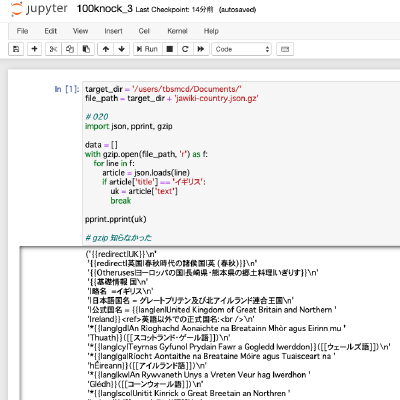 jupyter 100knock_3 Last Checkpoint: 14分前 (autosaved)
File Edit View Insert Cell Kernel Help
Run Code
In [1]: target_dir = '/users/tbsmcd/Documents/'
file_path = target_dir + 'jawiki-country.json.gz'
# 020
import json, pprint, gzip
data = []
with gzip.open(file_path, 'r') as f:
for line in f:
article = json.loads(line)
if article['title'] == 'イギリス':
uk = article['text']
break
pprint.pprint(uk)
# gzip 知らなかった
('{{redirect|UK}}\n'
'{{redirect|英国|春秋時代の諸侯国|英 (春秋)}}\n'
'{{Otheruses|ヨーロッパの国|長崎県・熊本県の郷土料理|いぎりす}}\n'
'{{基礎情報 国\n'
'|略名 =イギリス\n'
'|日本語国名 = グレートブリテン及び北アイルランド連合王国\n'
'|公式国名 = {{lang|en|United Kingdom of Great Britain and Northern '
'Ireland}}<ref>英語以外での正式国名:<br />\n'
'*{{lang|gd|An Rìoghachd Aonaichte na Breatainn Mhòr agus Eirinn mu '
'Thuath}}([[スコットランド・ゲール語]])\n'
'*{{lang|cy|Teyrnas Gyfunol Prydain Fawr a Gogledd Iwerddon}}([[ウェールズ語]])\n'
'*{{lang|ga|Ríocht Aontaithe na Breataine Móire agus Tuaisceart na '
'hÉireann}}([[アイルランド語]])\n'
'*{{lang|kw|An Rywvaneth Unys a Vreten Veur hag Iwerdhon '
'Glédh}}([[コーンウォール語]])\n'
'*{{lang|sco|Unitit Kinrick o Great Breetain an Northren '